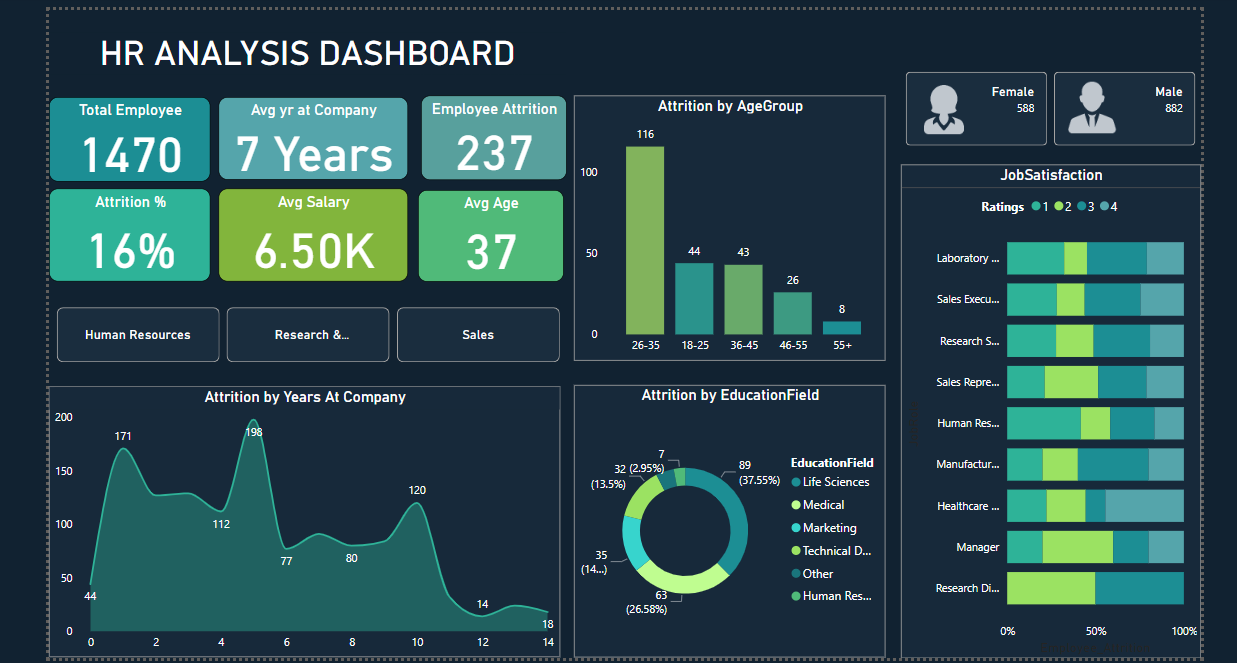 HR ANALYSIS DASHBOARD
Total Employee
1470
Avg yr at Company
7 Years
Employee Attrition
237
Attrition %
16%
Avg Salary
6.50K
Avg Age
37
Human Resources
Research &...
Sales
Attrition by AgeGroup
116
100
44
43
50
26
8
0
26-35 18-25 36-45 46-55 55+
Female
588
Male
882
Attrition by Years At Company
200
198
171
150
120
112
100
80
77
50
44
14
18
0
0 2 4 6 8 10 12 14
Attrition by EducationField
7
(2.95%)
32
(13.5%)
89
(37.55%)
35
(14...)
63
(26.58%)
EducationField
Life Sciences
Medical
Marketing
Technical D...
Other
Human Res...
JobSatisfaction
Ratings 1 2 3 4
Laboratory ...
Sales Execu...
Research S...
Sales Repre...
Human Res...
Manufactur...
Healthcare ...
Manager
Research Di...
0% 50% 100%